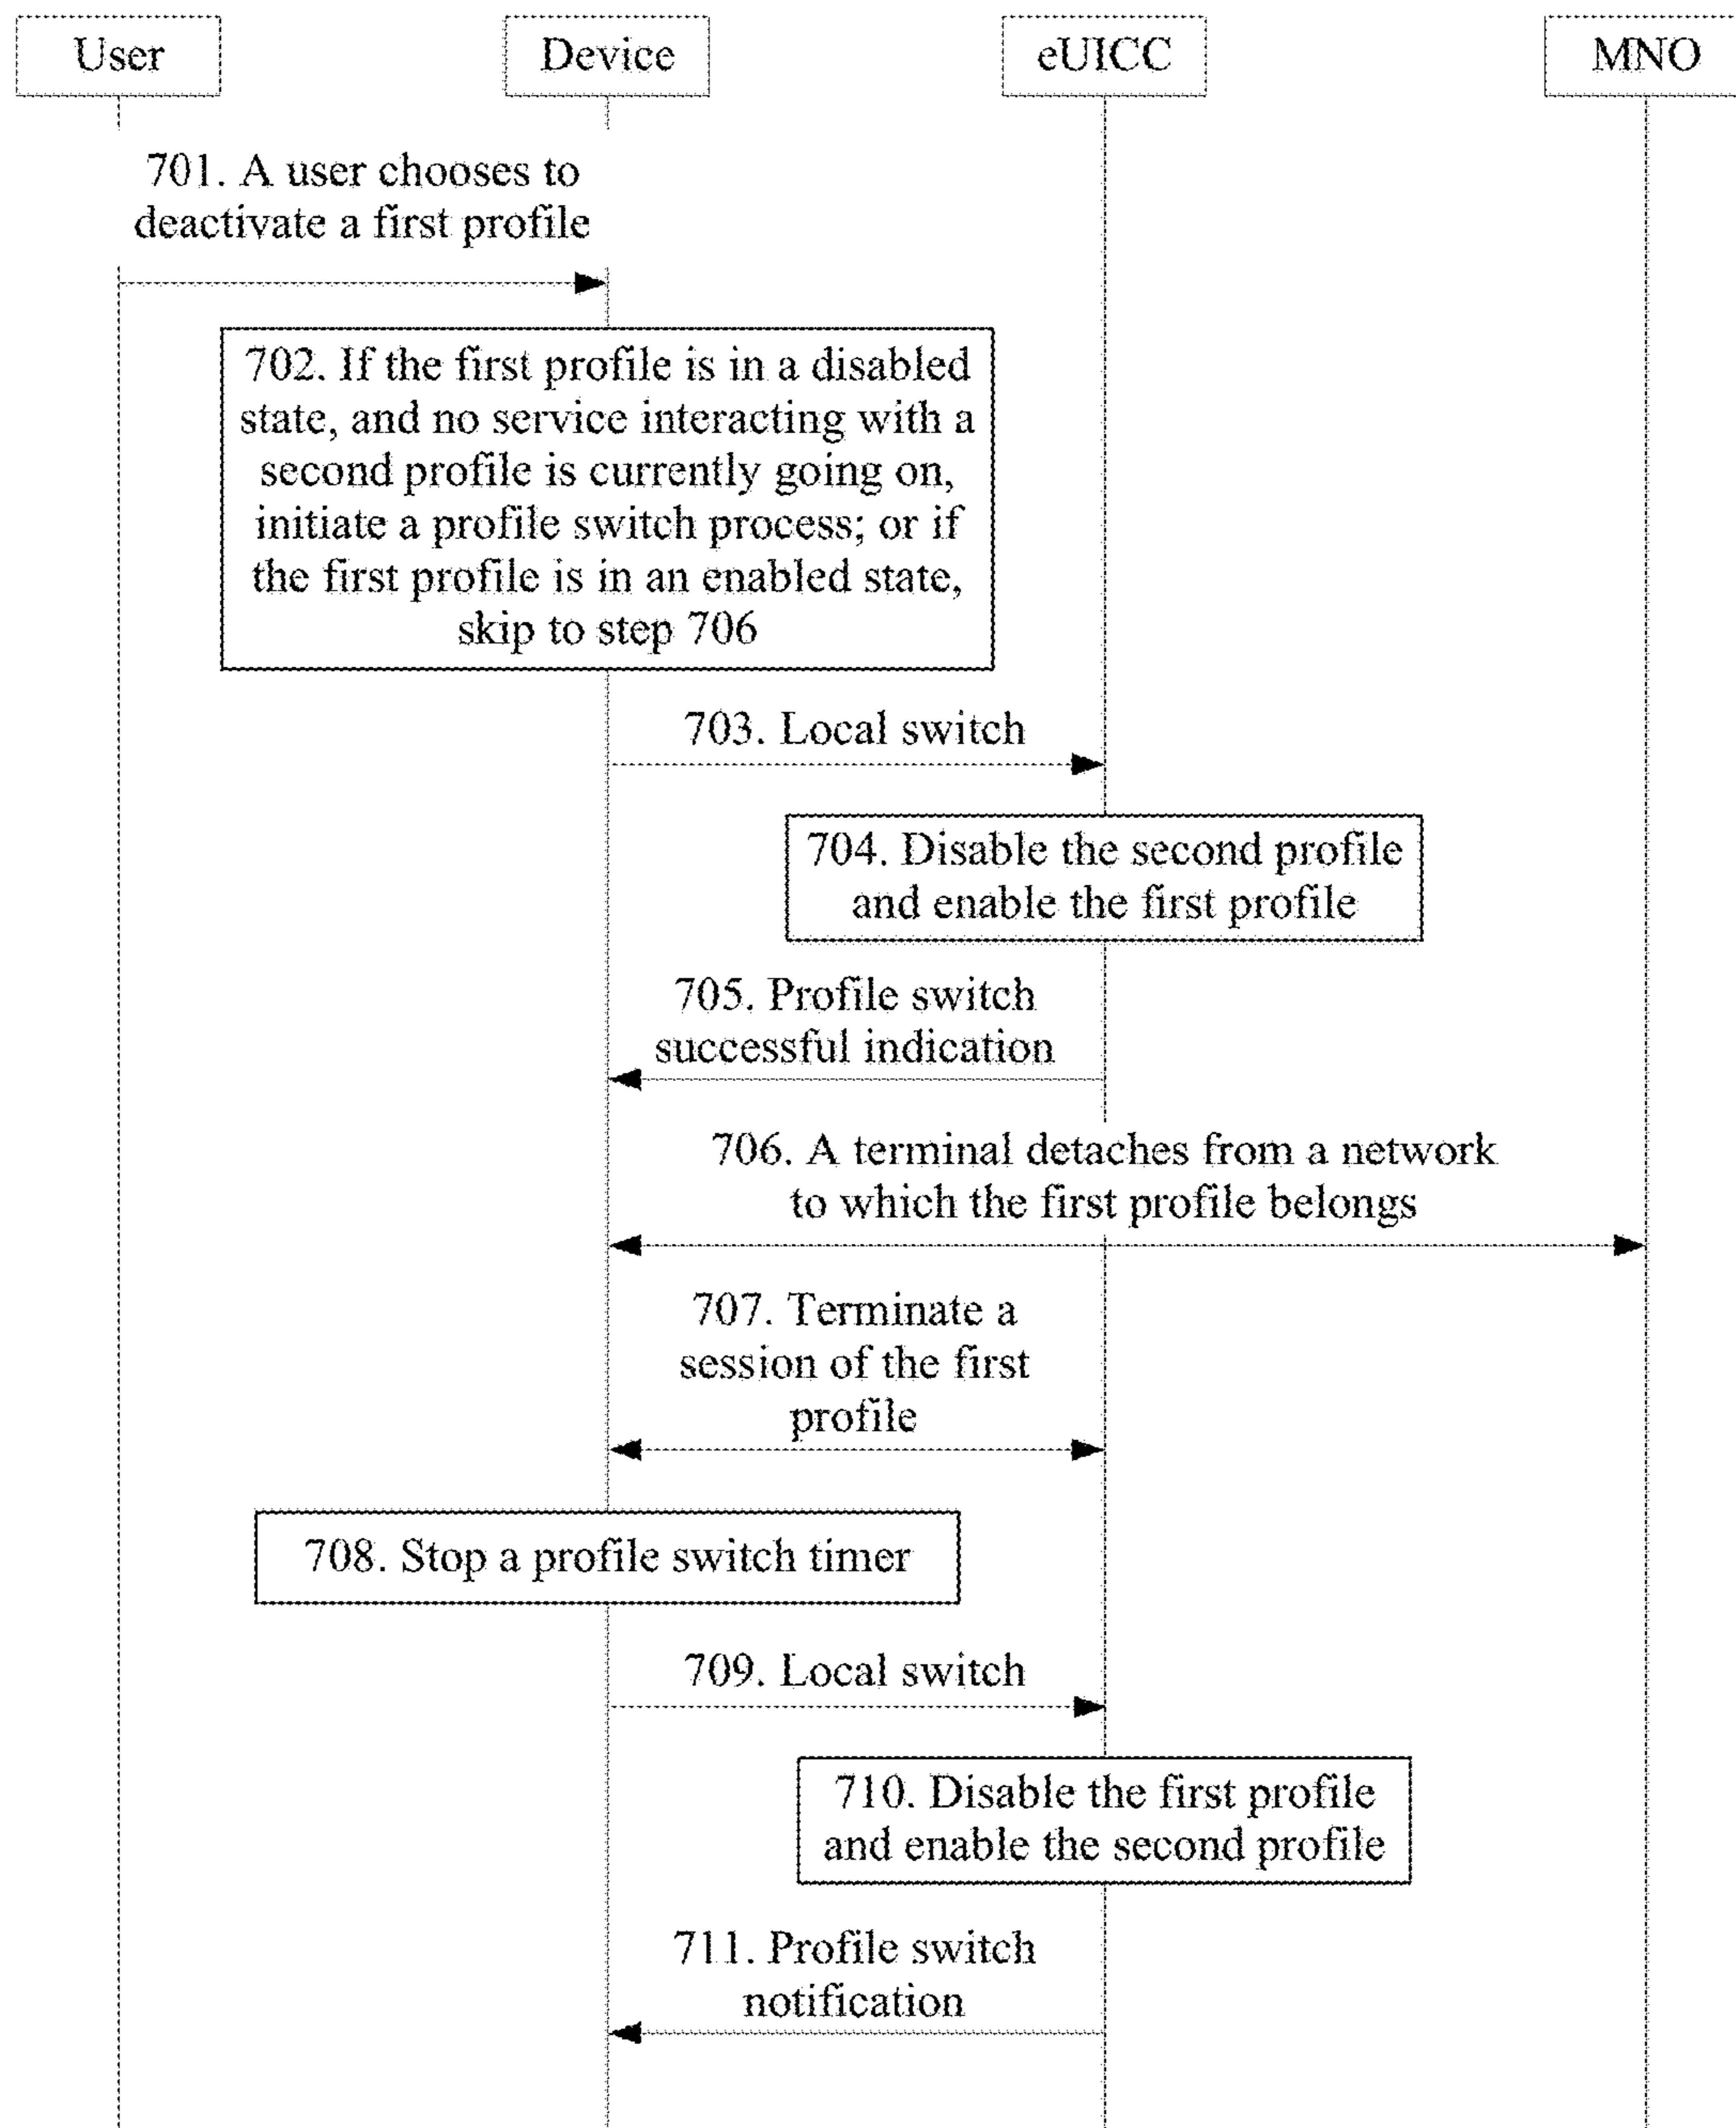 User
Device
eUICC
MNO
701. A user chooses to
deactivate a first profile
702. If the first profile is in a disabled
state, and no service interacting with a
second profile is currently going on,
initiate a profile switch process; or if
the first profile is in an enabled state,
skip to step 706
703. Local switch
704. Disable the second profile
and enable the first profile
705. Profile switch
successful indication
706. A terminal detaches from a network
to which the first profile belongs
707. Terminate a
session of the first
profile
708. Stop a profile switch timer
709. Local switch
710. Disable the first profile
and enable the second profile
711. Profile switch
notification